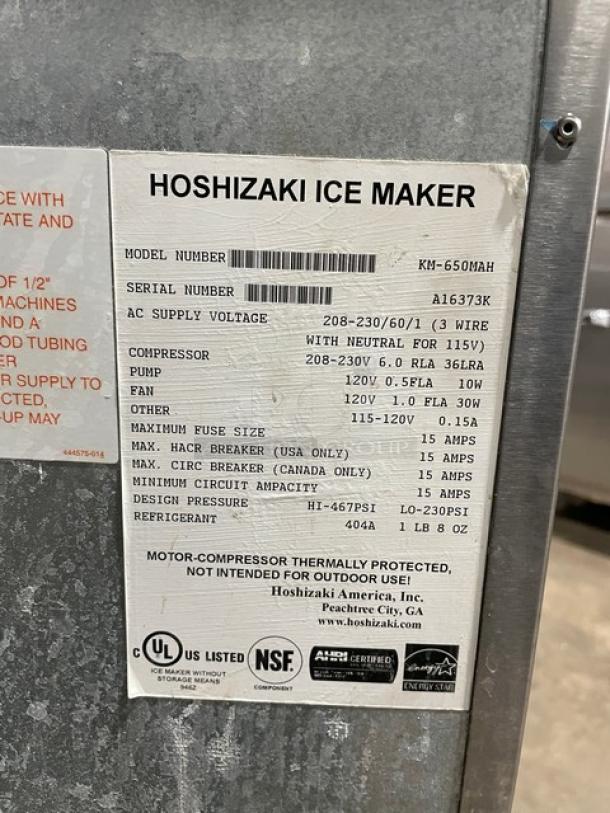 CE WITH
TATE AND
OF 1/2"
MACHINES
ND A
OD TUBING
ER
R SUPPLY TO
CTED,
-UP MAY
444575-014
HOSHIZAKI ICE MAKER
MODEL NUMBER KM-650MAH
SERIAL NUMBER A16373K
AC SUPPLY VOLTAGE 208-230/60/1 (3 WIRE
WITH NEUTRAL FOR 115V)
COMPRESSOR 208-230V 6.0 RLA 36LRA
PUMP 120V 0.5FLA 10W
FAN 120V 1.0 FLA 30W
OTHER 115-120V 0.15A
MAXIMUM FUSE SIZE 15 AMPS
MAX. HACR BREAKER (USA ONLY) 15 AMPS
MAX. CIRC BREAKER (CANADA ONLY) 15 AMPS
MINIMUM CIRCUIT AMPACITY 15 AMPS
DESIGN PRESSURE HI-467PSI LO-230PSI
REFRIGERANT 404A 1 LB 8 OZ
MOTOR-COMPRESSOR THERMALLY PROTECTED,
NOT INTENDED FOR OUTDOOR USE!
Hoshizaki America, Inc.
Peachtree City, GA
www.hoshizaki.com
C UL US LISTED
ICE MAKER WITHOUT
STORAGE MEANS
9462
NSF.
COMPONENT
AHRI CERTIFIED
energy
ENERGY STAR